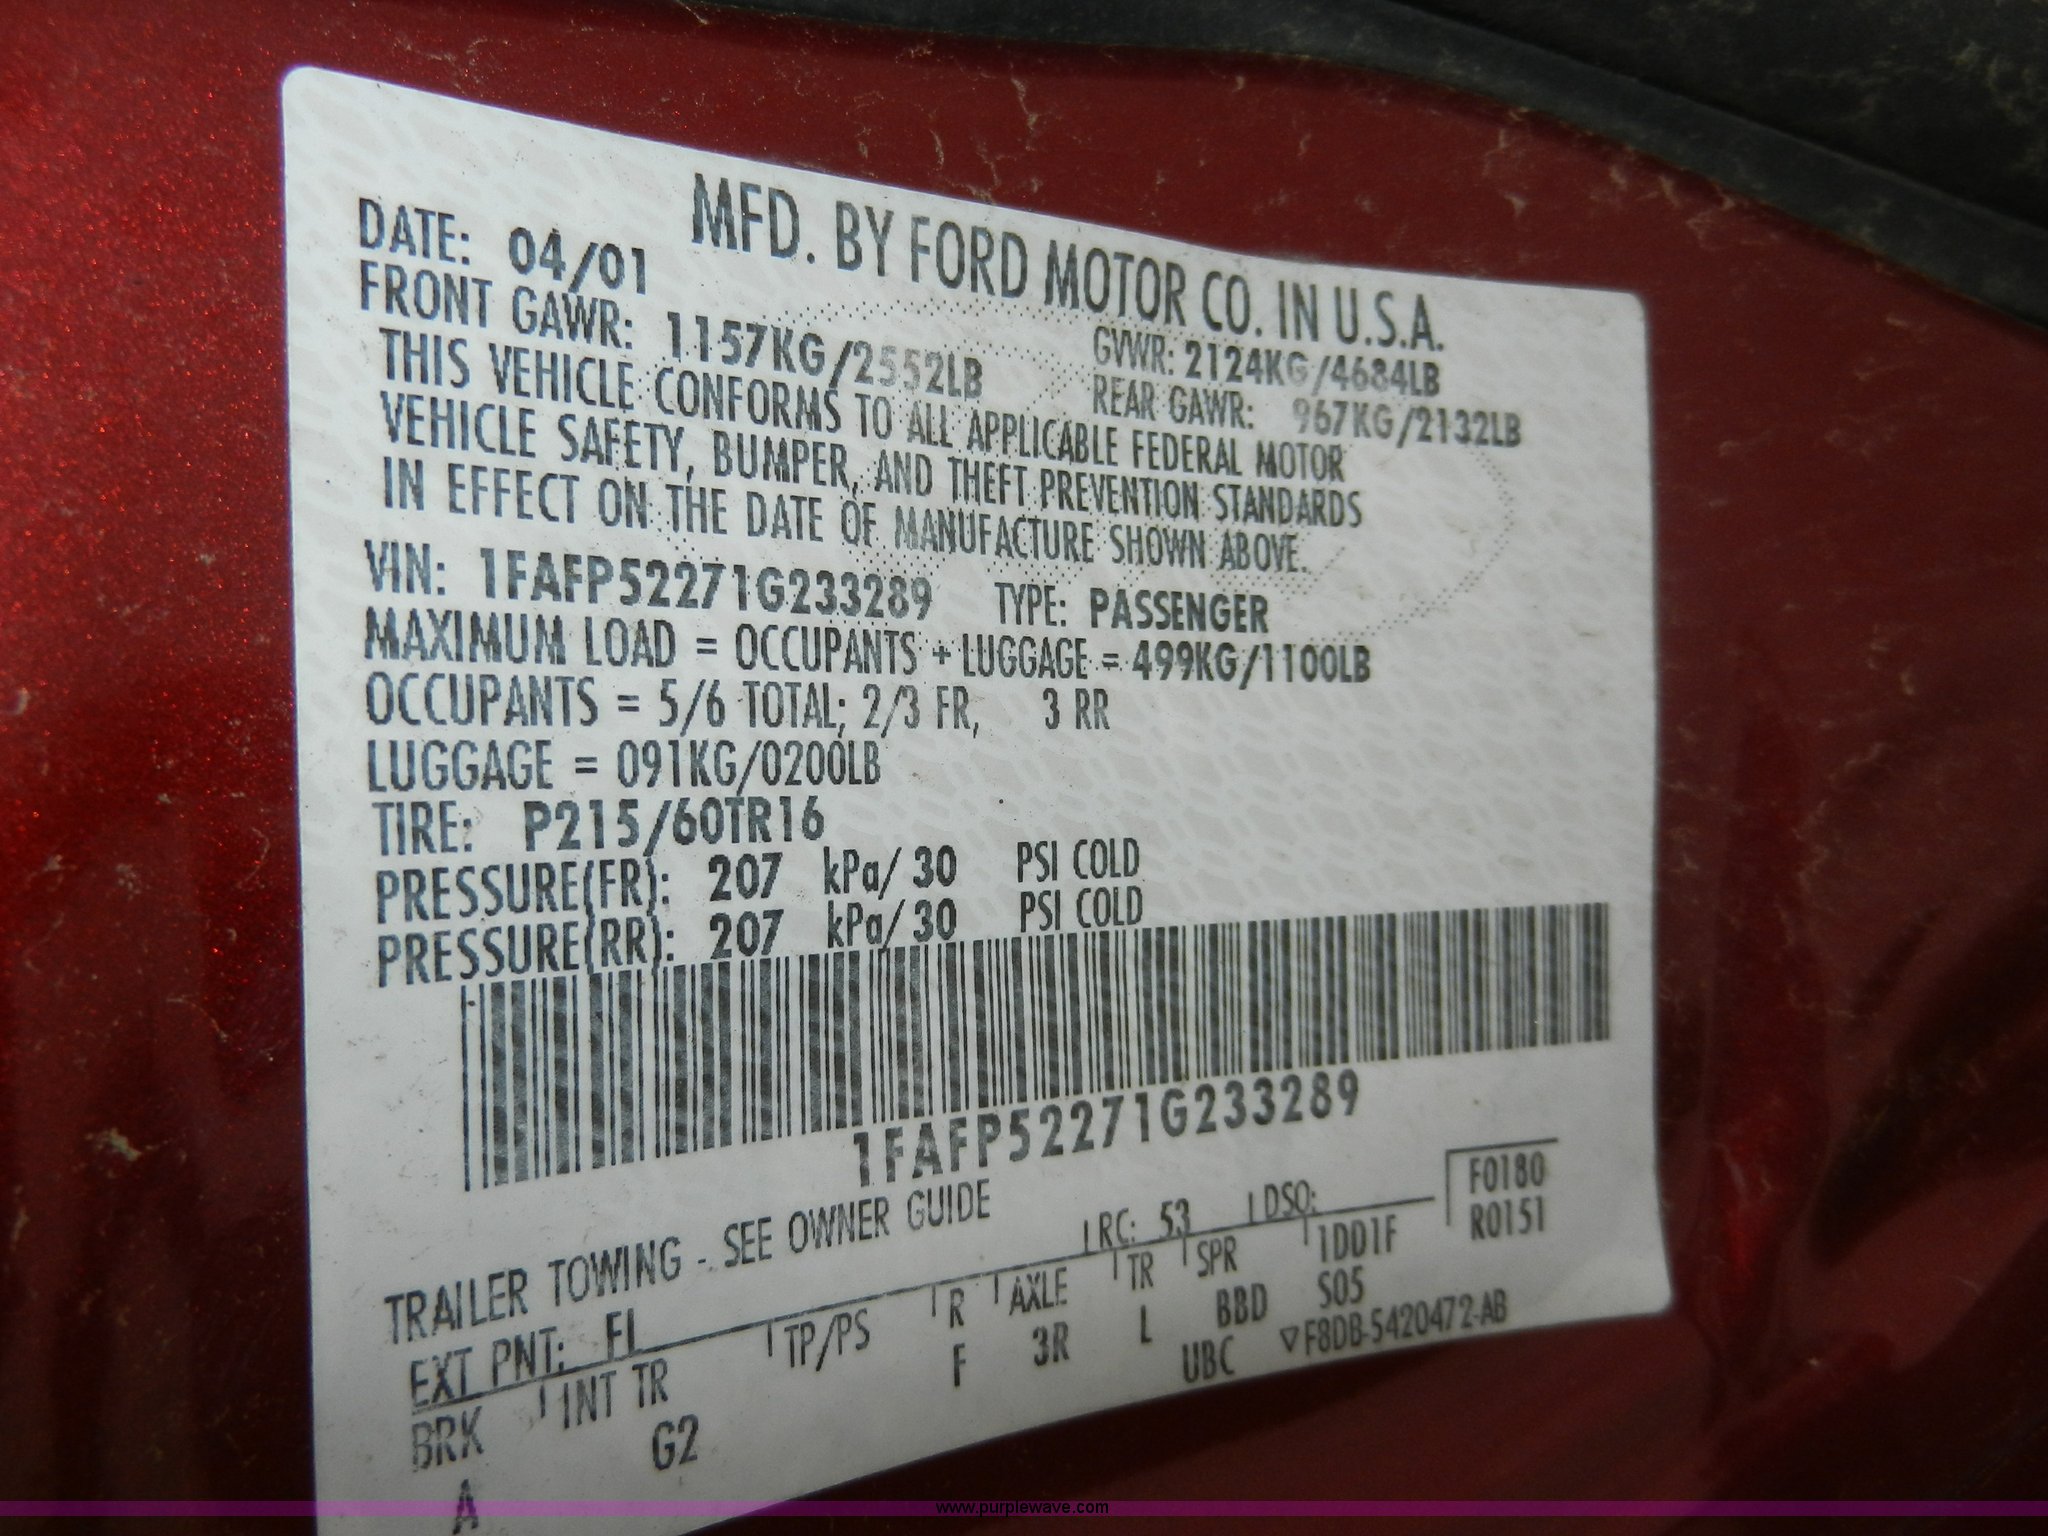 MFD. BY FORD MOTOR CO. IN U.S.A.
DATE: 04/01 GVWR: 2124KG/4684LB
FRONT GAWR: 1157KG/2552LB REAR GAWR: 967KG/2132LB
THIS VEHICLE CONFORMS TO ALL APPLICABLE FEDERAL MOTOR
VEHICLE SAFETY, BUMPER, AND THEFT PREVENTION STANDARDS
IN EFFECT ON THE DATE OF MANUFACTURE SHOWN ABOVE.
VIN: 1FAFP52271G233289 TYPE: PASSENGER
MAXIMUM LOAD = OCCUPANTS + LUGGAGE = 499KG/1100LB
OCCUPANTS = 5/6 TOTAL; 2/3 FR, 3 RR
LUGGAGE = 091KG/0200LB
TIRE: P215/60TR16
PRESSURE(FR): 207 kPa/ 30 PSI COLD
PRESSURE(RR): 207 kPa/ 30 PSI COLD
1FAFP52271G233289
TRAILER TOWING - SEE OWNER GUIDE
F0180
R0151
EXT PNT: FL RC: 53 DSO:
BRK INT TR TP/PS R AXLE TR SPR 1DD1F
A G2 F 3R L BBD S05
UBC ▽F8DB-5420472-AB
www.purplewave.com